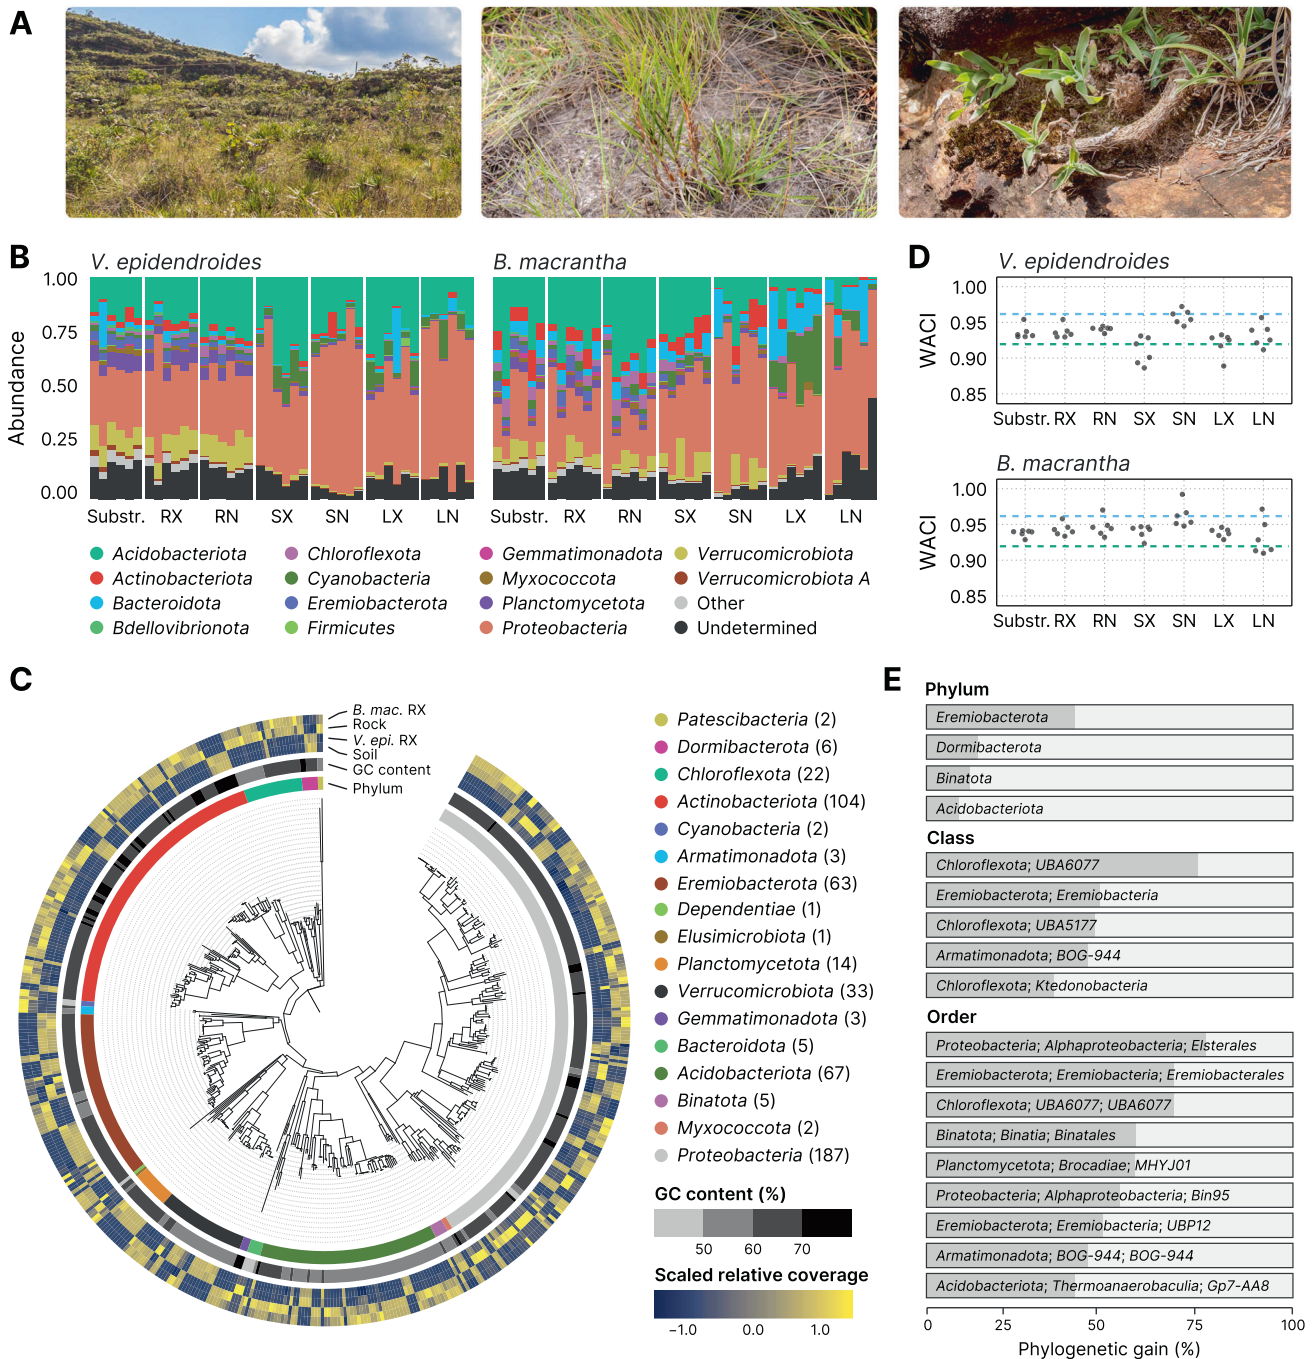 A
B
V. epidendroides
B. macrantha
1.00
0.75
0.50
0.25
0.00
Abundance
Substr. RX RN SX SN LX LN
Substr. RX RN SX SN LX LN
Acidobacteriota
Actinobacteriota
Bacteroidota
Bdellovibrionota
Chloroflexota
Cyanobacteria
Eremiobacterota
Firmicutes
Gemmatimonadota
Myxococcota
Planctomycetota
Proteobacteria
Verrucomicrobiota
Verrucomicrobiota A
Other
Undetermined
D
V. epidendroides
1.00
0.95
0.90
0.85
WACI
Substr. RX RN SX SN LX LN
B. macrantha
1.00
0.95
0.90
0.85
WACI
Substr. RX RN SX SN LX LN
C
B. mac. RX
Rock
V. epi. RX
Soil
GC content
Phylum
Patescibacteria (2)
Dormibacterota (6)
Chloroflexota (22)
Actinobacteriota (104)
Cyanobacteria (2)
Armatimonadota (3)
Eremiobacterota (63)
Dependentiae (1)
Elusimicrobiota (1)
Planctomycetota (14)
Verrucomicrobiota (33)
Gemmatimonadota (3)
Bacteroidota (5)
Acidobacteriota (67)
Binatota (5)
Myxococcota (2)
Proteobacteria (187)
GC content (%)
50 60 70
Scaled relative coverage
−1.0 0.0 1.0
E
Phylum
Eremiobacterota
Dormibacterota
Binatota
Acidobacteriota
Class
Chloroflexota; UBA6077
Eremiobacterota; Eremiobacteria
Chloroflexota; UBA5177
Armatimonadota; BOG-944
Chloroflexota; Ktedonobacteria
Order
Proteobacteria; Alphaproteobacteria; Elsterales
Eremiobacterota; Eremiobacteria; Eremiobacterales
Chloroflexota; UBA6077; UBA6077
Binatota; Binatia; Binatales
Planctomycetota; Brocadiae; MHYJ01
Proteobacteria; Alphaproteobacteria; Bin95
Eremiobacterota; Eremiobacteria; UBP12
Armatimonadota; BOG-944; BOG-944
Acidobacteriota; Thermoanaerobaculia; Gp7-AA8
0 25 50 75 100
Phylogenetic gain (%)